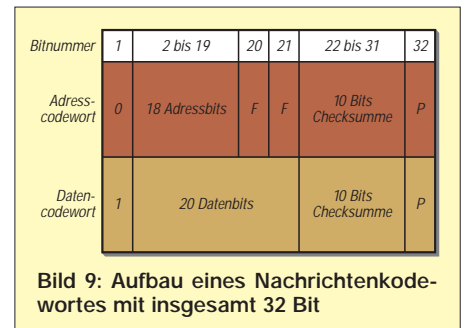 Bitnummer 1 2 bis 19 20 21 22 bis 31 32
Adress-
codewort 0 18 Adressbits F F 10 Bits
Checksumme P
Daten-
codewort 1 20 Datenbits 10 Bits
Checksumme P
Bild 9: Aufbau eines Nachrichtenkode-
wortes mit insgesamt 32 Bit